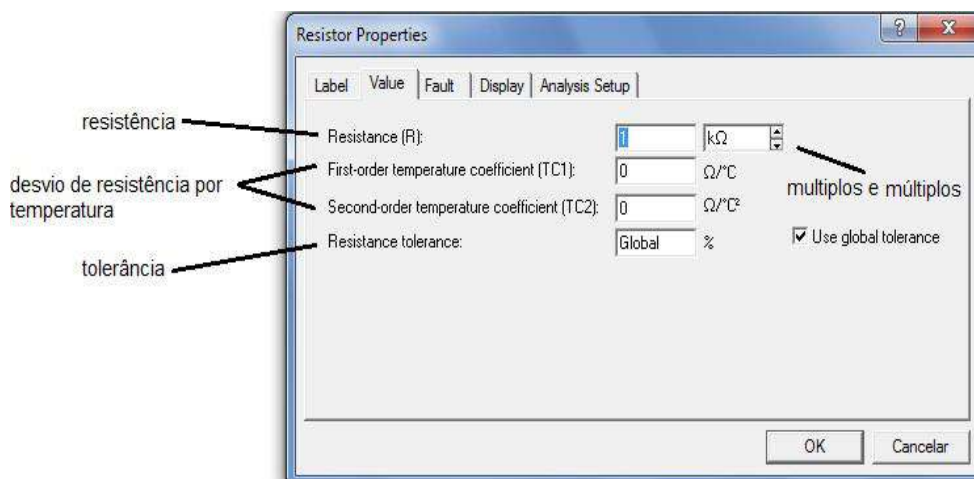 Resistor Properties
Label Value Fault Display Analysis Setup
resistência
Resistance (R): 1 kΩ
desvio de resistência por
temperatura
First-order temperature coefficient (TC1): 0 Ω/°C
multiplos e múltiplos
Second-order temperature coefficient (TC2): 0 Ω/°C²
tolerância
Resistance tolerance: Global % Use global tolerance
OK Cancelar